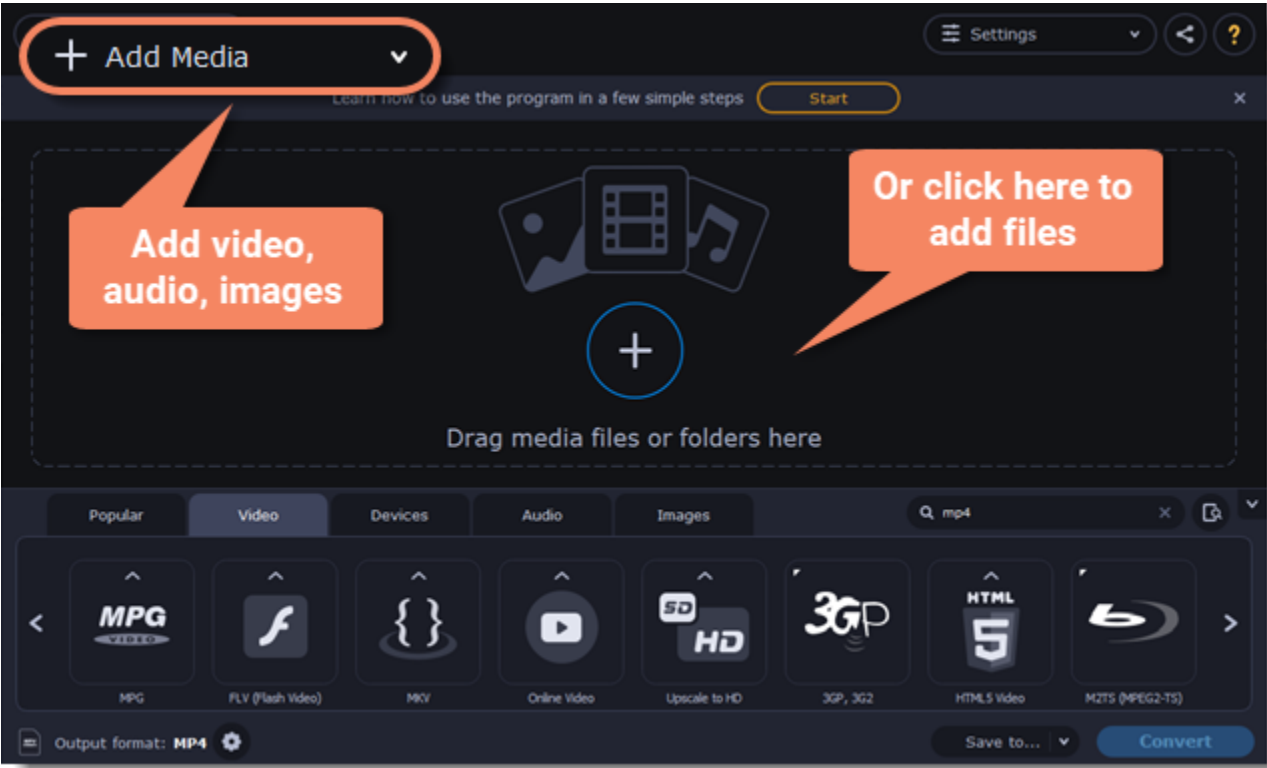 Add Media
Settings
?
Learn how to use the program in a few simple steps
Start
Add video,
audio, images
Or click here to
add files
Drag media files or folders here
Popular
Video
Devices
Audio
Images
mp4
MPG
VIDEO
SD
HD
3GP
HTML
5
MPG
FLV (Flash Video)
MKV
Online Video
Upscale to HD
3GP, 3G2
HTML5 Video
M2TS (MPEG2-TS)
Output format: MP4
Save to...
Convert